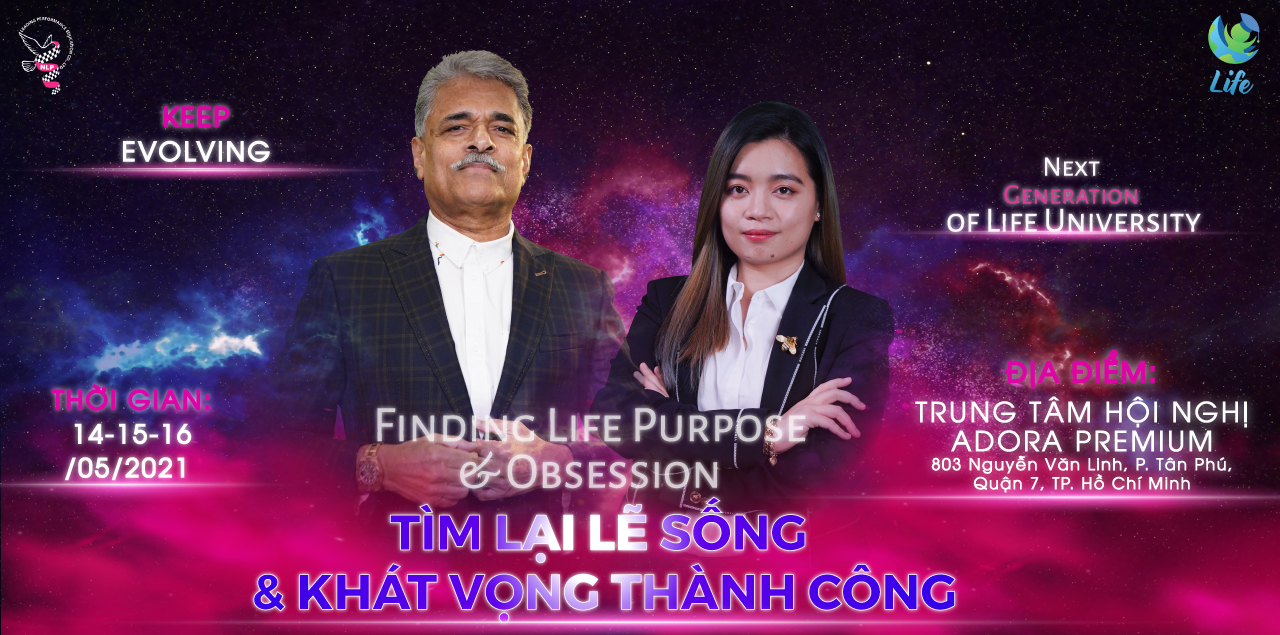 NLP
Life
KEEP
EVOLVING
Next
Generation
of Life University
THỜI GIAN:
14-15-16
/05/2021
ĐỊA ĐIỂM:
TRUNG TÂM HỘI NGHỊ
ADORA PREMIUM
803 Nguyễn Văn Linh, P. Tân Phú,
Quận 7, TP. Hồ Chí Minh
Finding Life Purpose
& Obsession
TÌM LẠI LẼ SỐNG
& KHÁT VỌNG THÀNH CÔNG